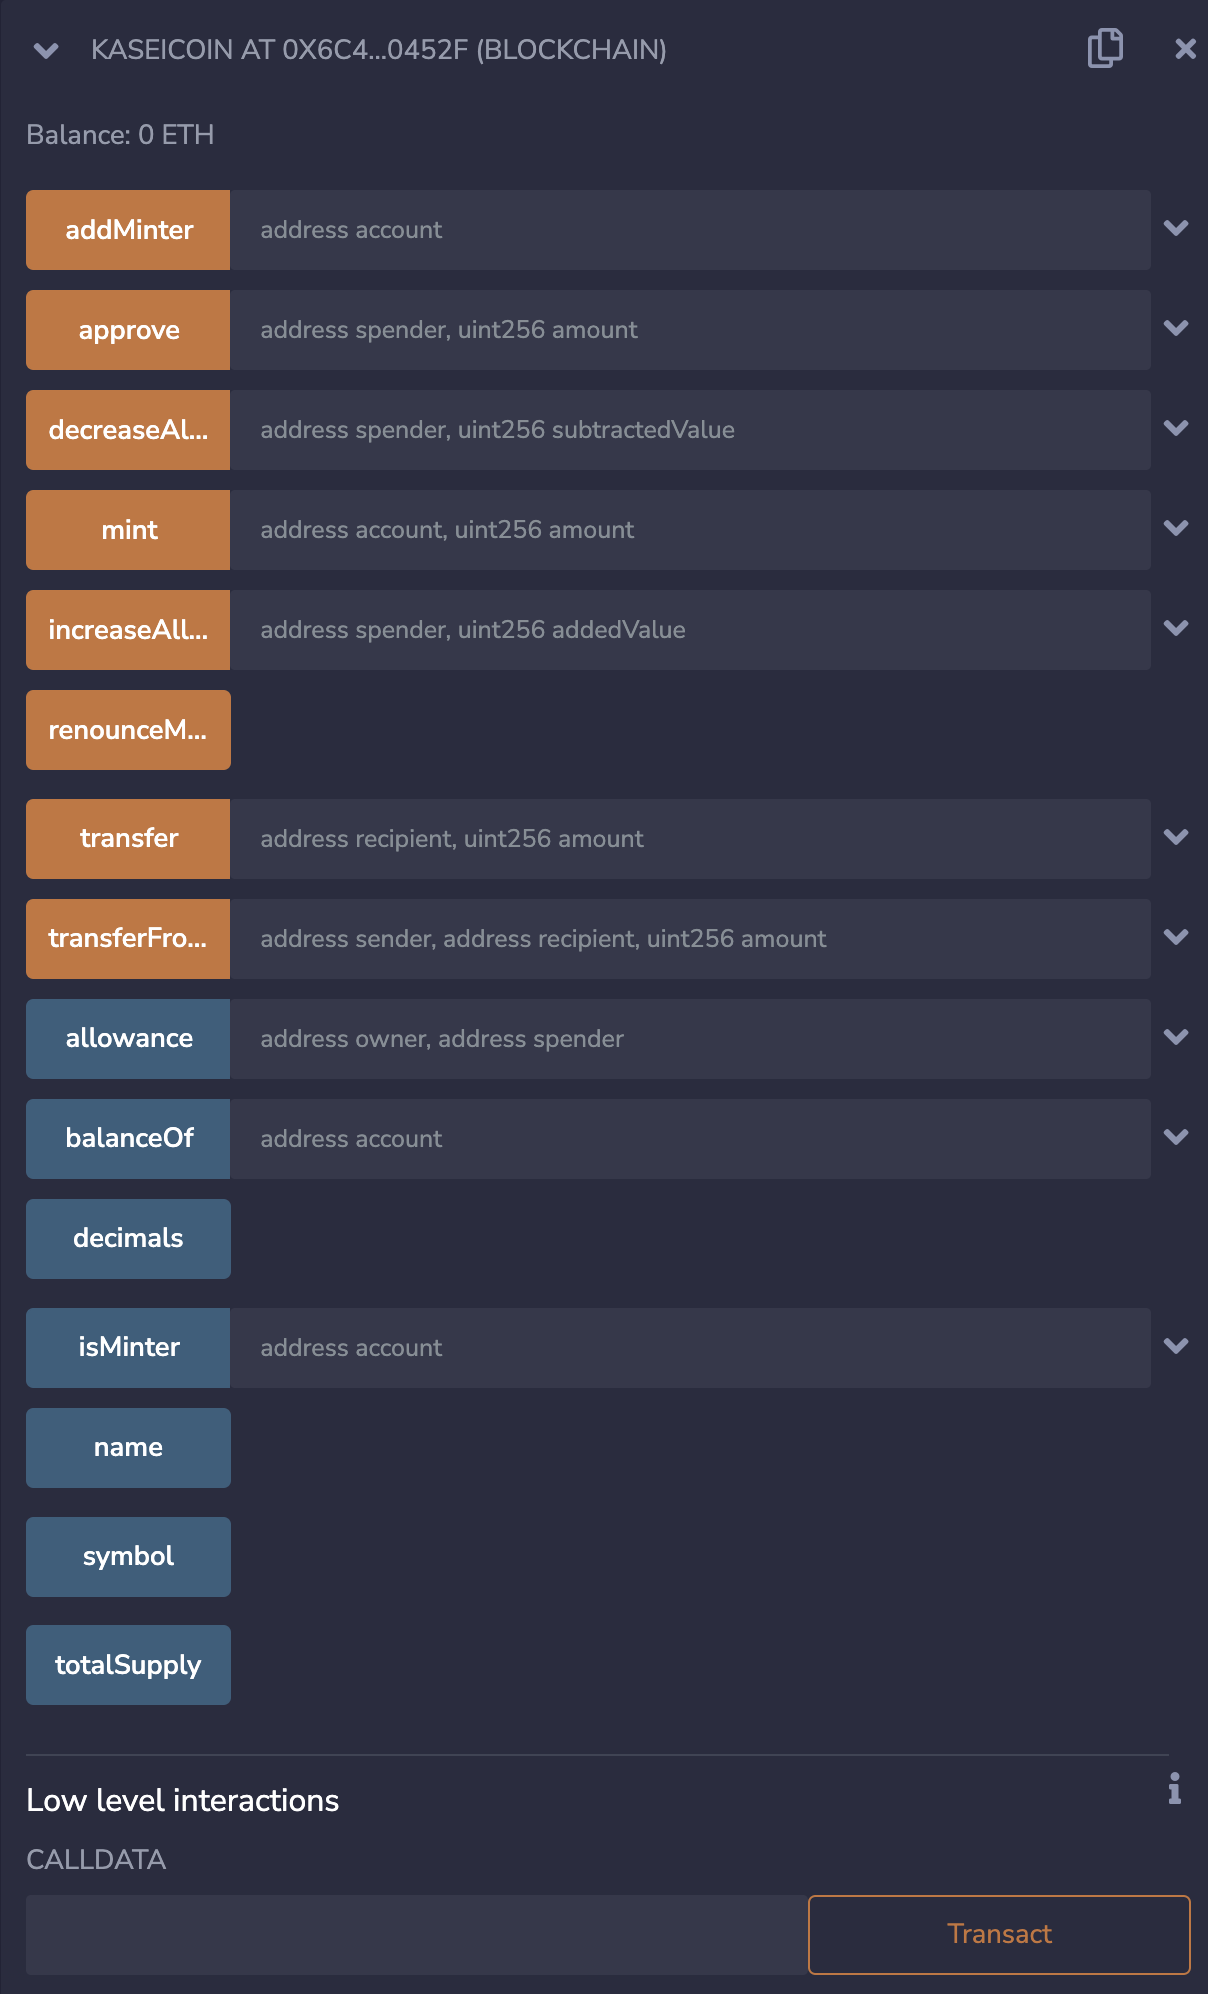 KASEICOIN AT 0X6C4...0452F (BLOCKCHAIN)
Balance: 0 ETH
addMinter address account
approve address spender, uint256 amount
decreaseAl... address spender, uint256 subtractedValue
mint address account, uint256 amount
increaseAll... address spender, uint256 addedValue
renounceM...
transfer address recipient, uint256 amount
transferFro... address sender, address recipient, uint256 amount
allowance address owner, address spender
balanceOf address account
decimals
isMinter address account
name
symbol
totalSupply
Low level interactions
CALLDATA
Transact